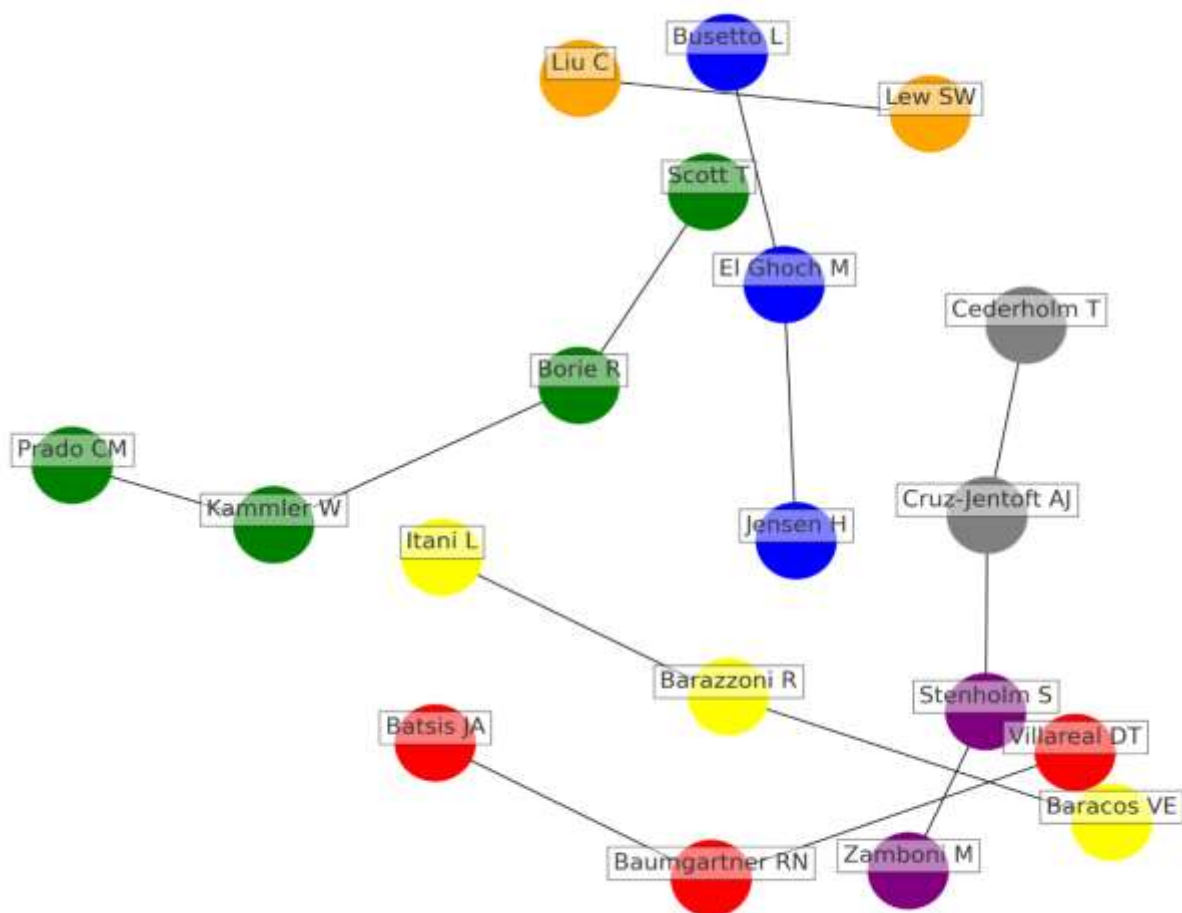 Busetto L
Liu C
Lew SW
Scott T
El Ghoch M
Cederholm T
Borie R
Prado CM
Kammler W
Cruz-Jentoft AJ
Jensen H
Itani L
Barazzoni R
Stenholm S
Batsis JA
Villareal DT
Baracos VE
Baumgartner RN
Zamboni M